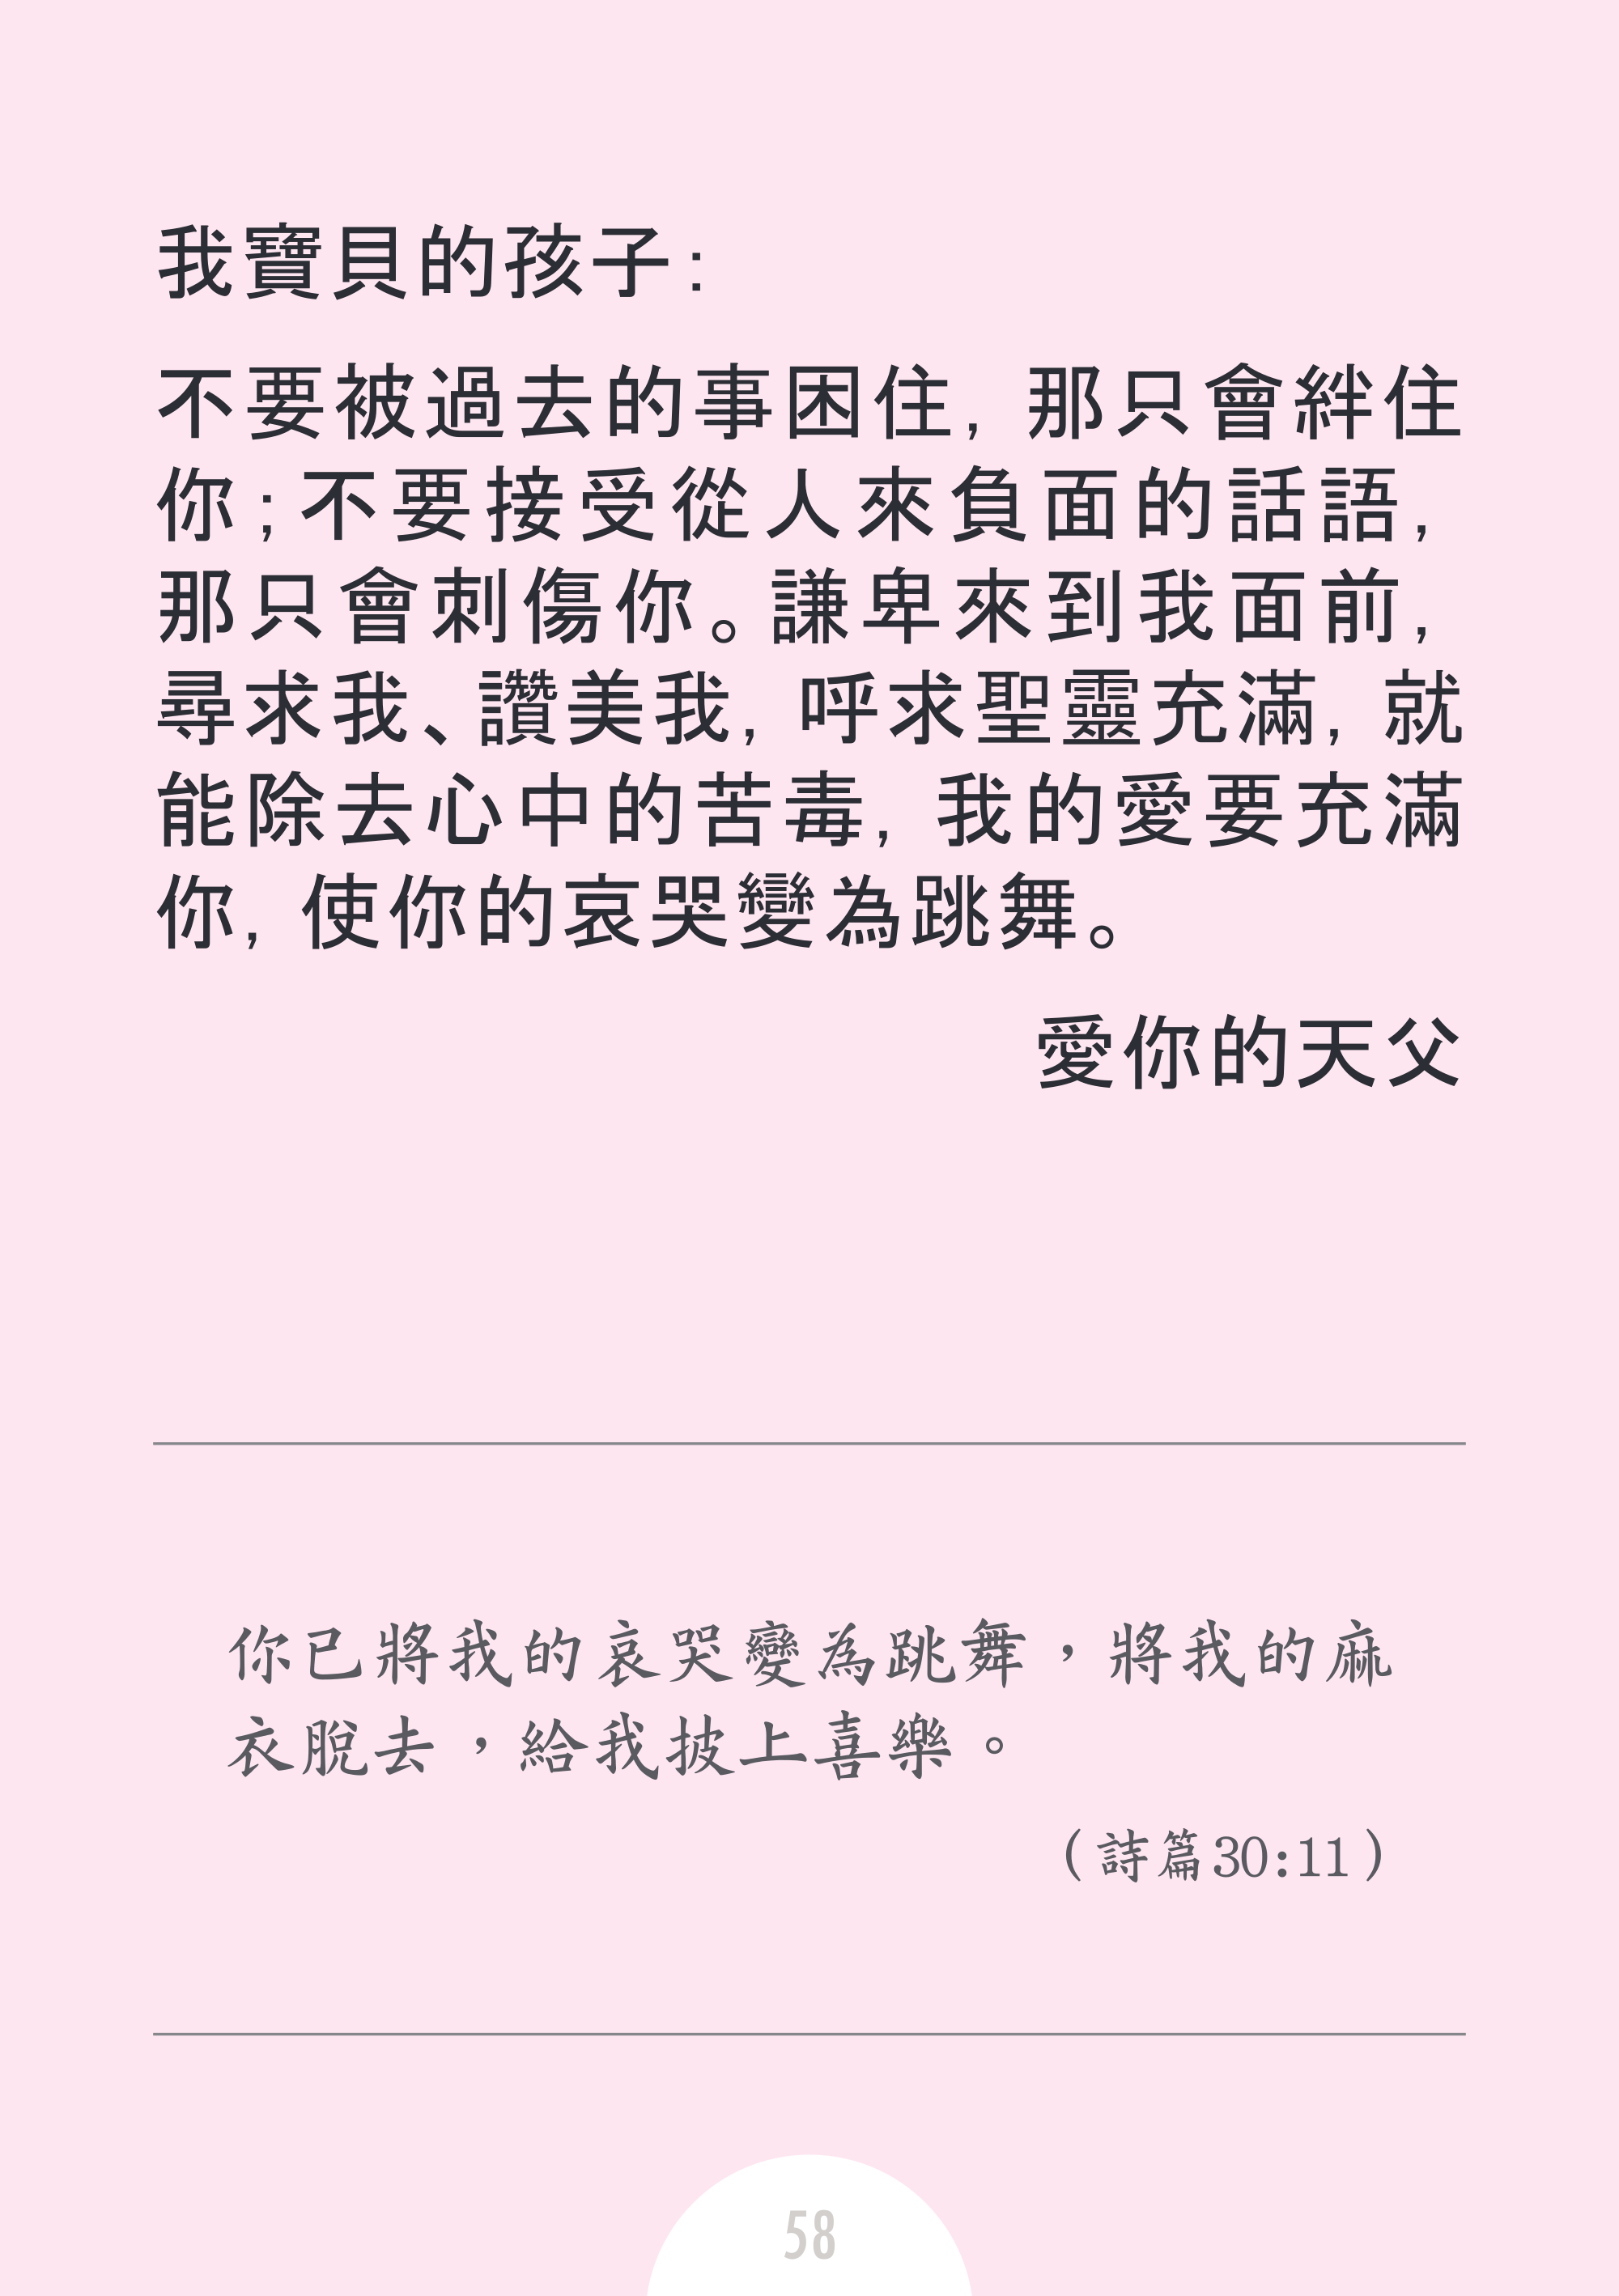 我寶貝的孩子：
不要被過去的事困住，那只會絆住
你；不要接受從人來負面的話語，
那只會刺傷你。謙卑來到我面前，
尋求我、讚美我，呼求聖靈充滿，就
能除去心中的苦毒，我的愛要充滿
你，使你的哀哭變為跳舞。
愛你的天父
你已將我的哀哭變為跳舞，將我的麻
衣脫去，給我披上喜樂。
（詩篇30:11）
58